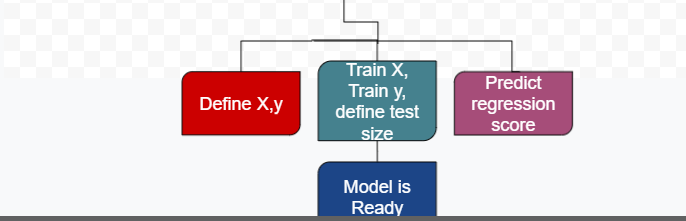 Define X,y
Train X,
Train y,
define test
size
Predict
regression
score
Model is
Ready